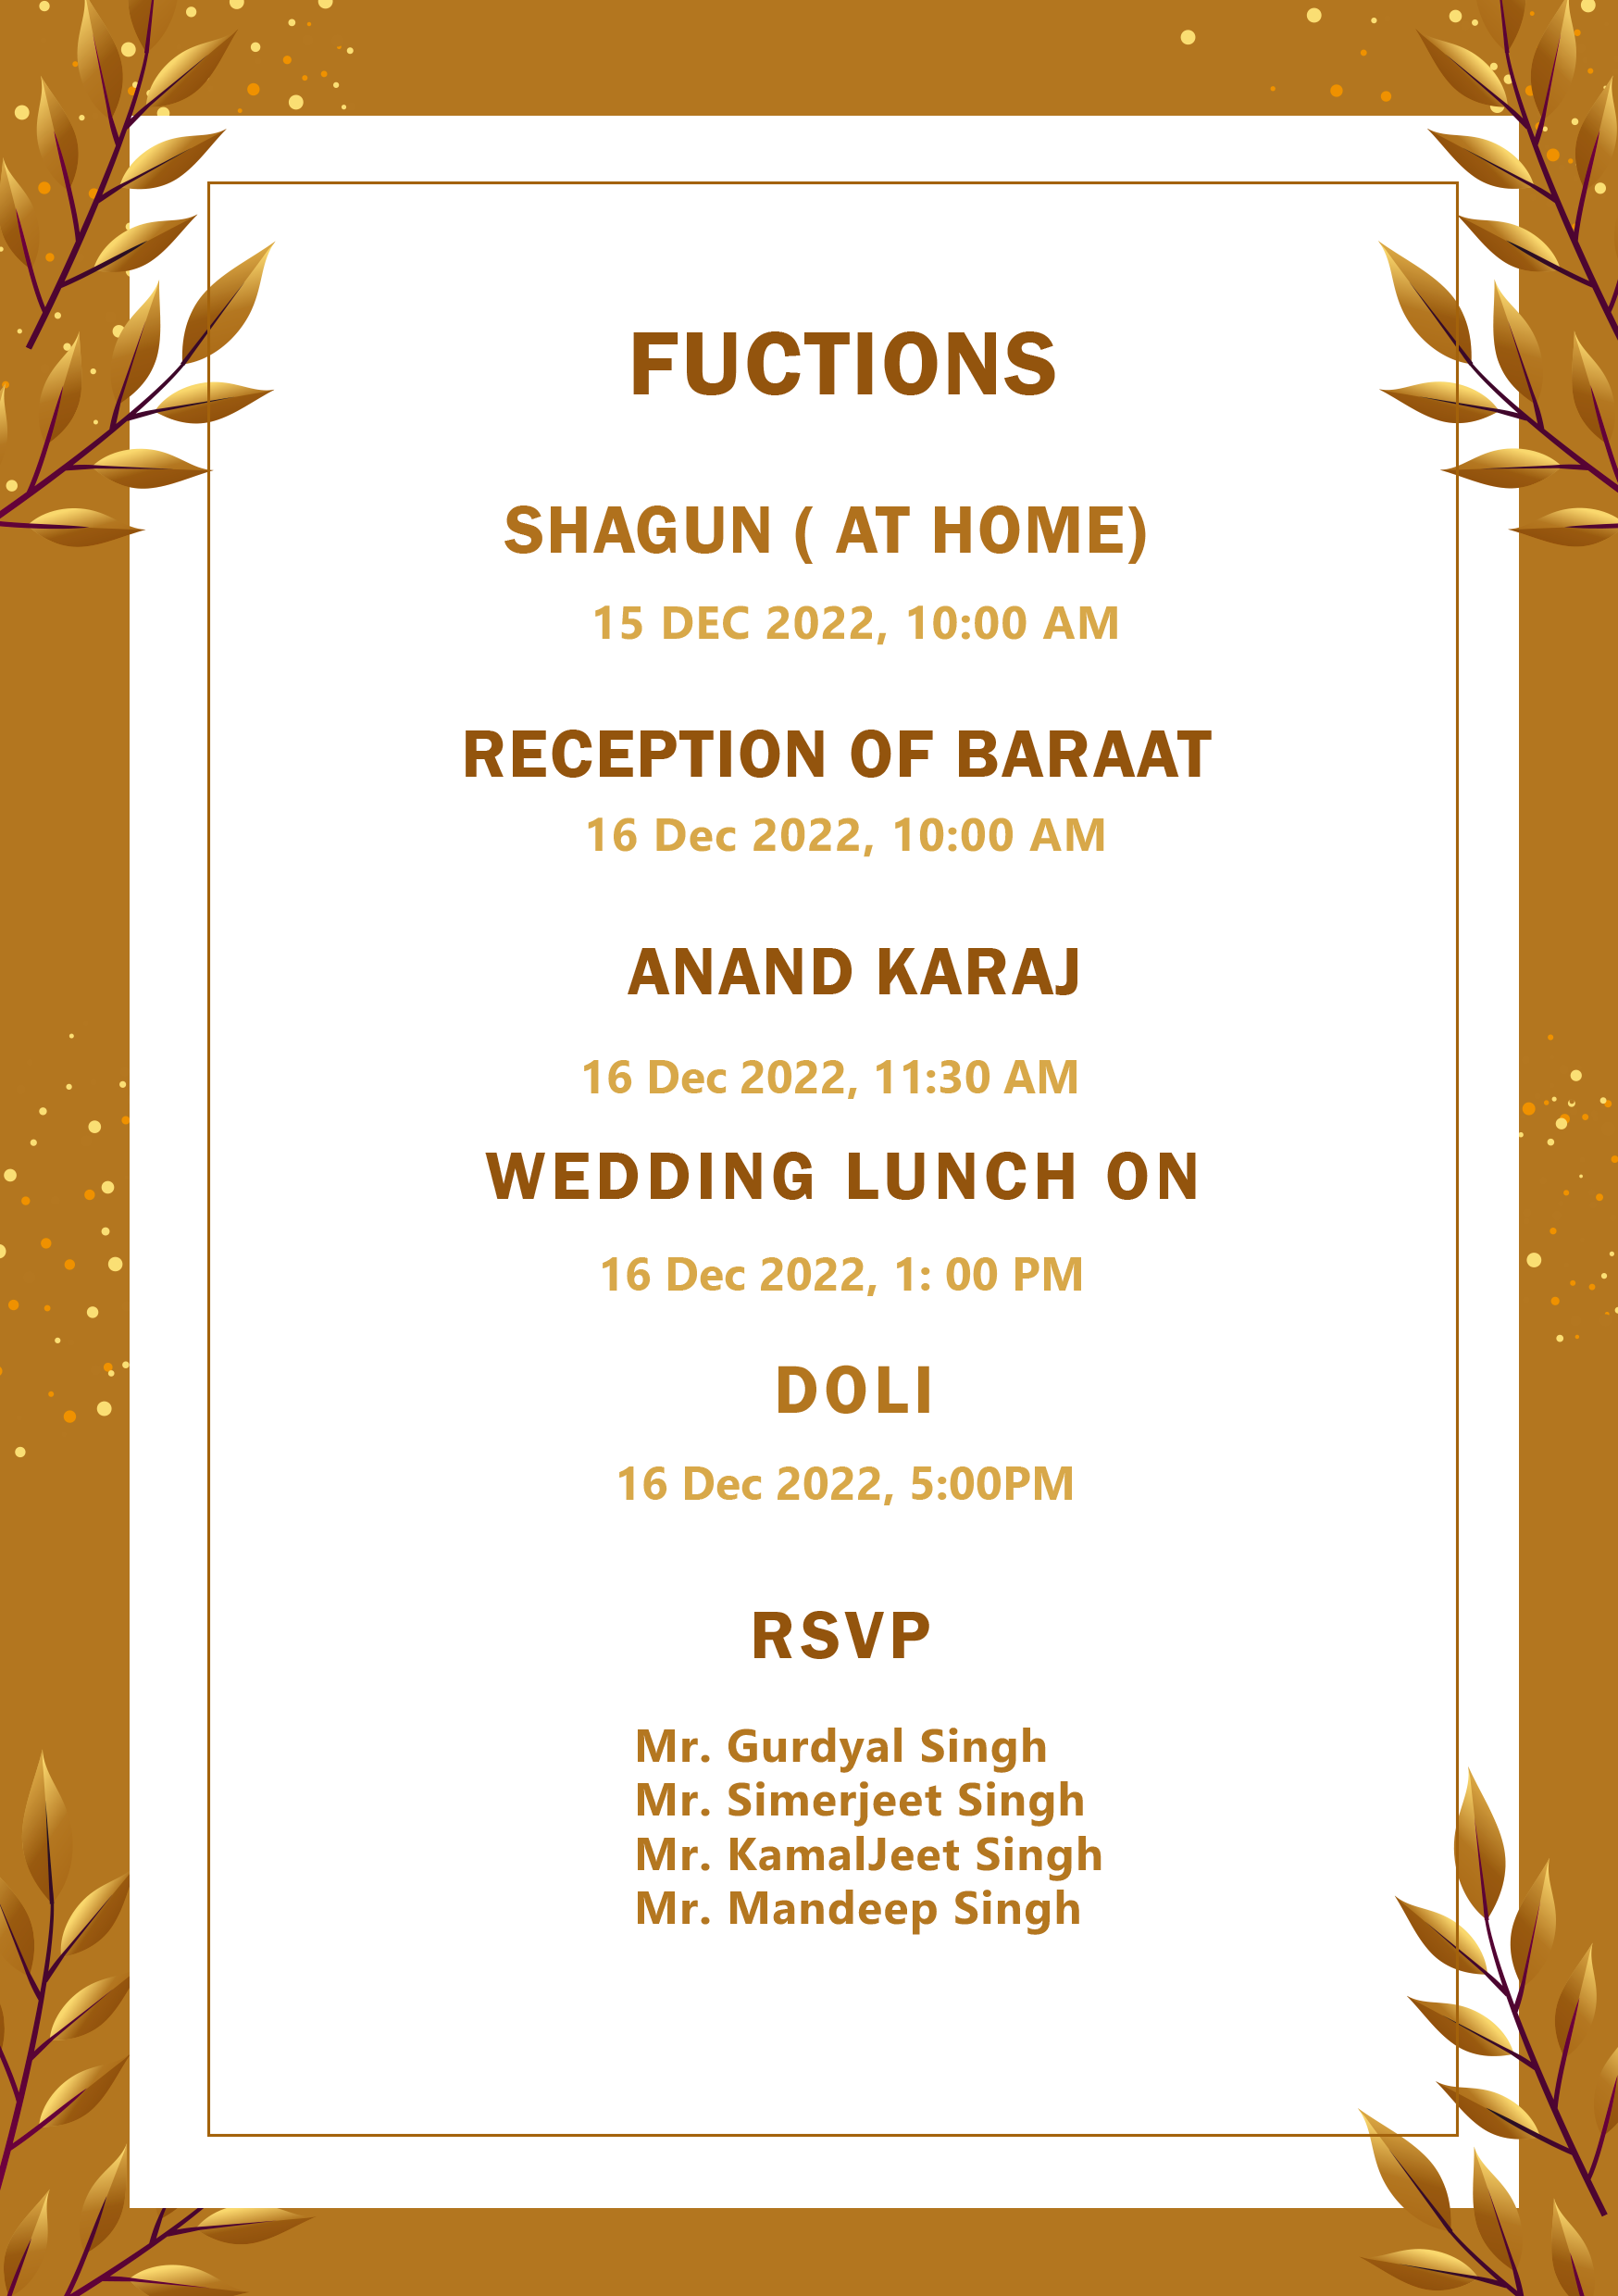 FUCTIONS
SHAGUN ( AT HOME)
15 DEC 2022, 10:00 AM
RECEPTION OF BARAAT
16 Dec 2022, 10:00 AM
ANAND KARAJ
16 Dec 2022, 11:30 AM
WEDDING LUNCH ON
16 Dec 2022, 1: 00 PM
DOLI
16 Dec 2022, 5:00PM
RSVP
Mr. Gurdyal Singh
Mr. Simerjeet Singh
Mr. KamalJeet Singh
Mr. Mandeep Singh